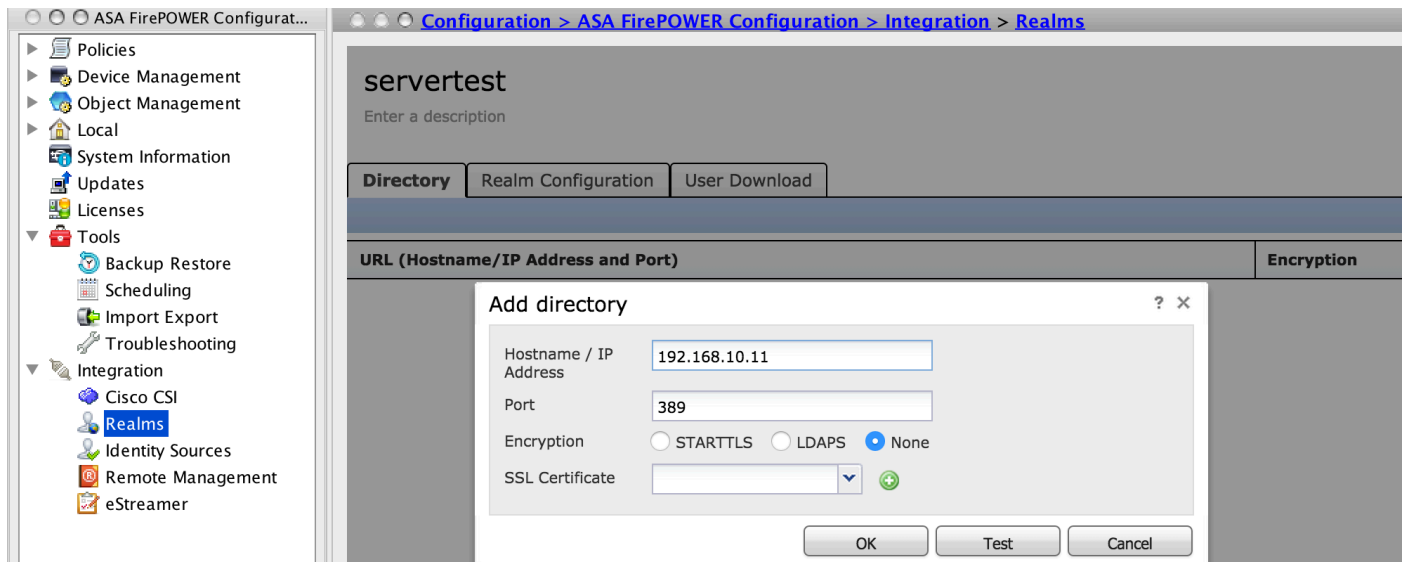 ASA FirePOWER Configurat...
Policies
Device Management
Object Management
Local
System Information
Updates
Licenses
Tools
Backup Restore
Scheduling
Import Export
Troubleshooting
Integration
Cisco CSI
Realms
Identity Sources
Remote Management
eStreamer
Configuration > ASA FirePOWER Configuration > Integration > Realms
servertest
Enter a description
Directory Realm Configuration User Download
URL (Hostname/IP Address and Port) Encryption
Add directory ? ×
Hostname / IP
Address
192.168.10.11
Port 389
Encryption STARTTLS LDAPS None
SSL Certificate
OK Test Cancel